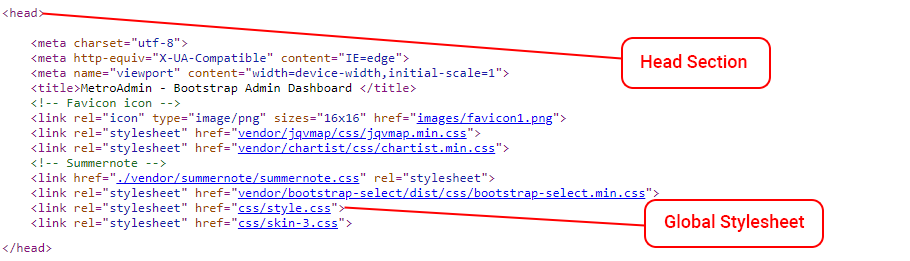 <head>
<meta charset="utf-8">
<meta http-equiv="X-UA-Compatible" content="IE=edge">
<meta name="viewport" content="width=device-width,initial-scale=1">
<title>MetroAdmin - Bootstrap Admin Dashboard </title>
<!-- Favicon icon -->
<link rel="icon" type="image/png" sizes="16x16" href="images/favicon1.png">
<link rel="stylesheet" href="vendor/jqvmap/css/jqvmap.min.css">
<link rel="stylesheet" href="vendor/chartist/css/chartist.min.css">
<!-- Summernote -->
<link href="./vendor/summernote/summernote.css" rel="stylesheet">
<link rel="stylesheet" href="vendor/bootstrap-select/dist/css/bootstrap-select.min.css">
<link rel="stylesheet" href="css/style.css">
<link rel="stylesheet" href="css/skin-3.css">
</head>
Head Section
Global Stylesheet